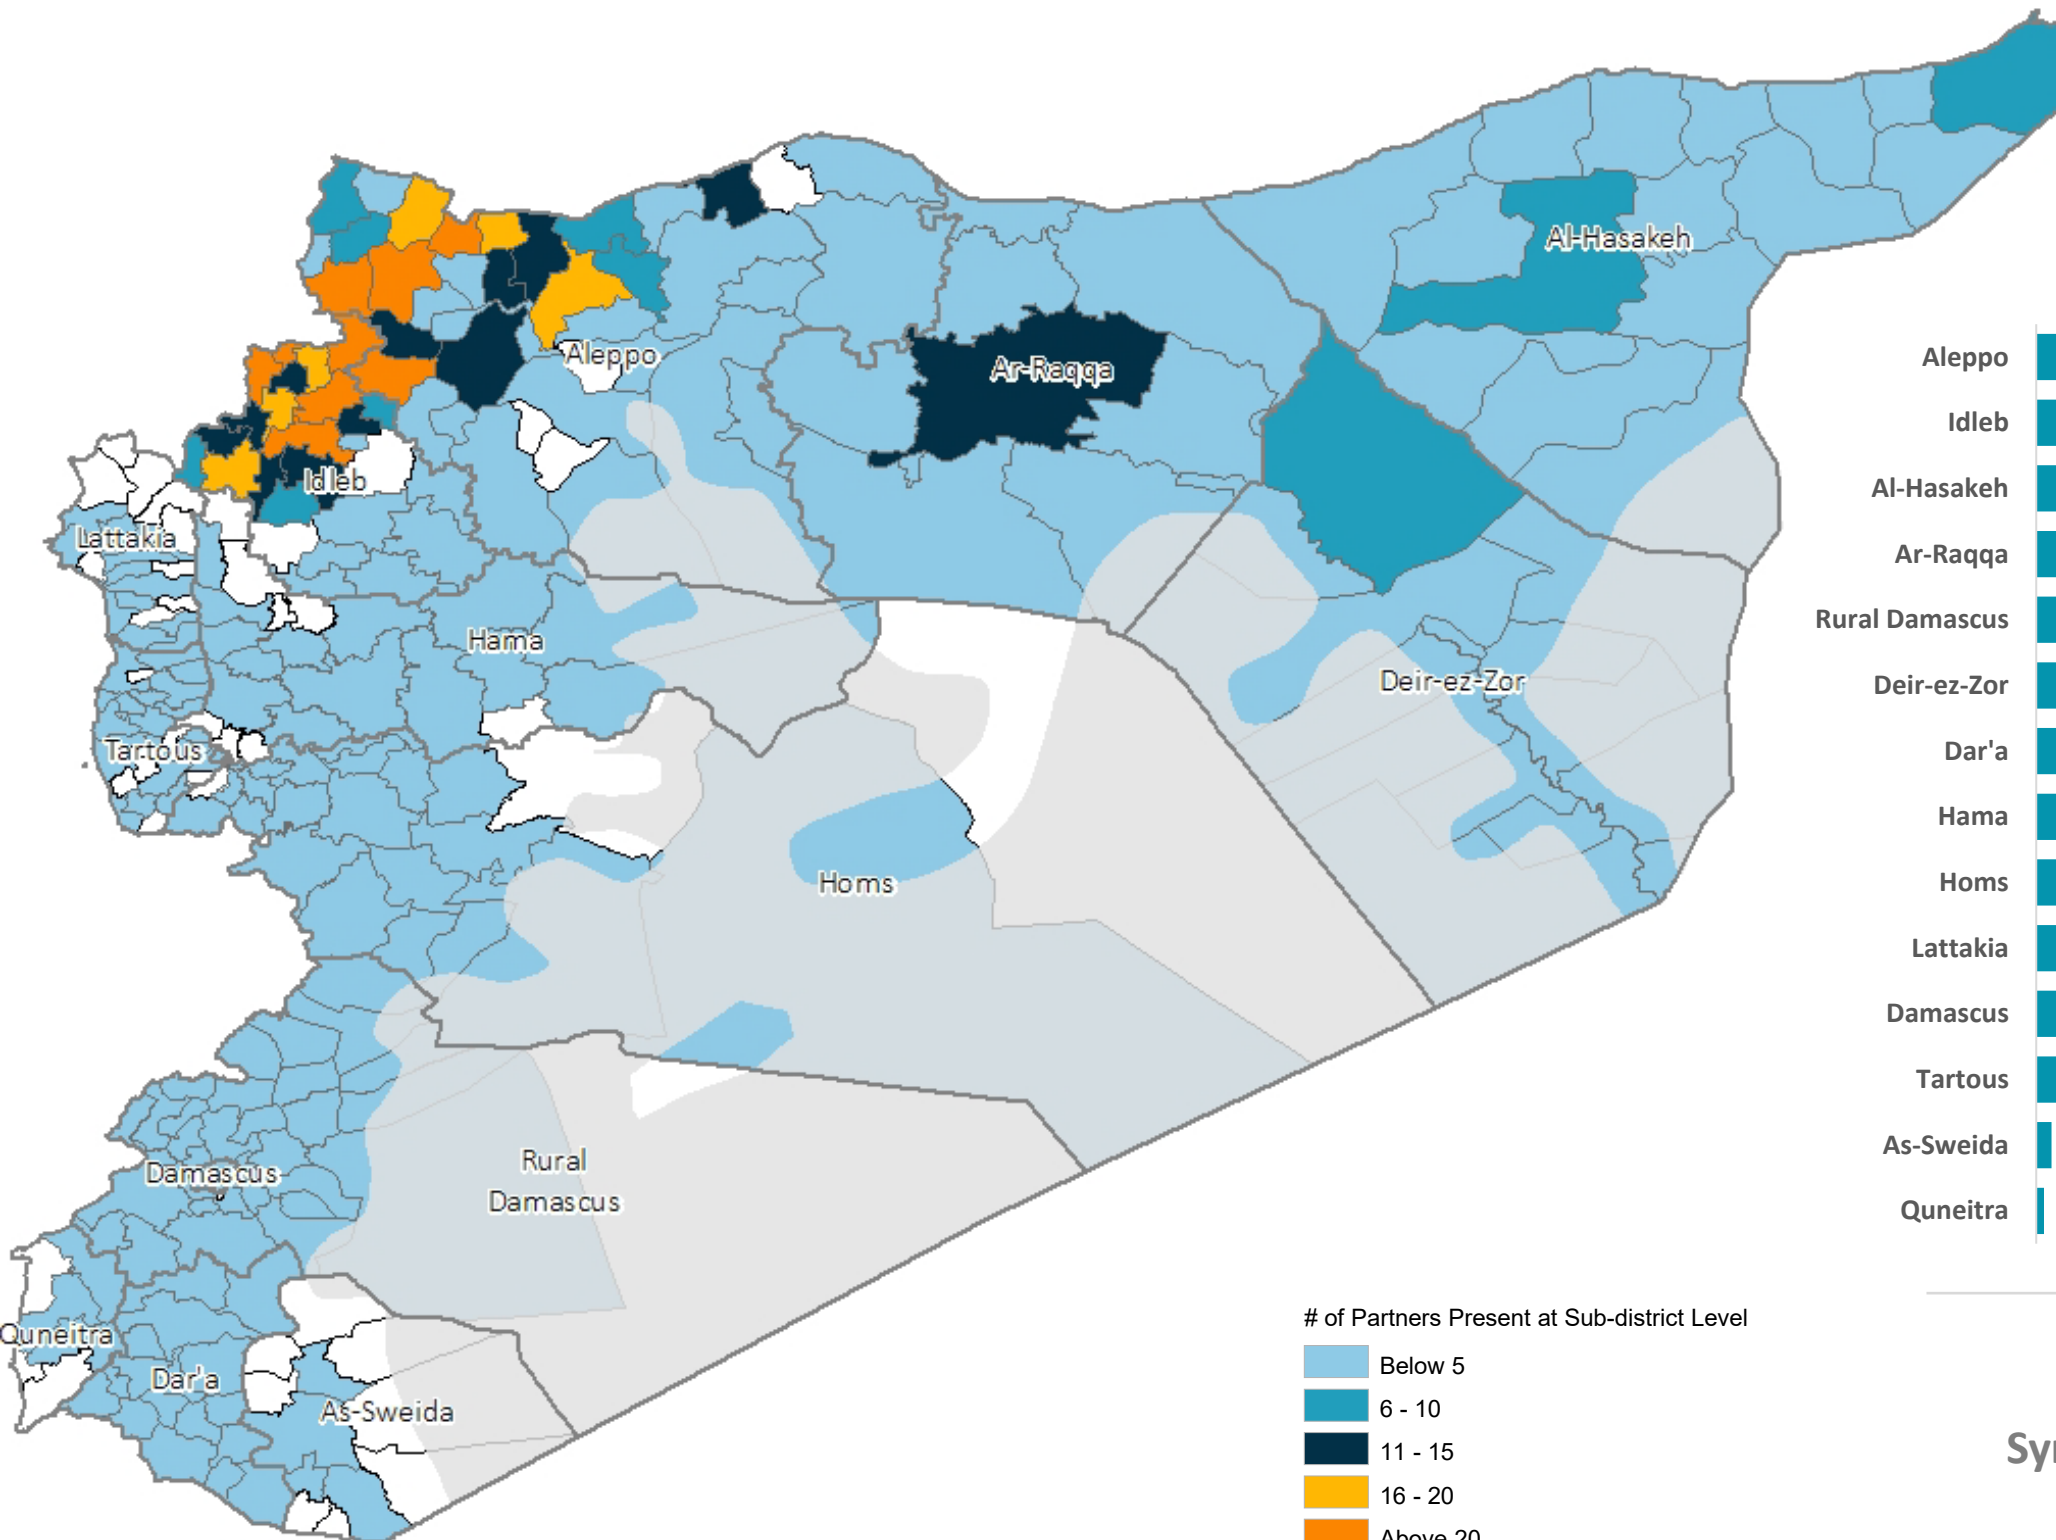 Al-Hasakeh
Aleppo
Ar-Raqqa
Idleb
Lattakia
Hama
Deir-ez-Zor
Tartous
Homs
Rural
Damascus
Damascus
Quneitra
Dar'a
As-Sweida
Aleppo
Idleb
Al-Hasakeh
Ar-Raqqa
Rural Damascus
Deir-ez-Zor
Dar'a
Hama
Homs
Lattakia
Damascus
Tartous
As-Sweida
Quneitra
# of Partners Present at Sub-district Level
Below 5
6 - 10
11 - 15
16 - 20
Above 20